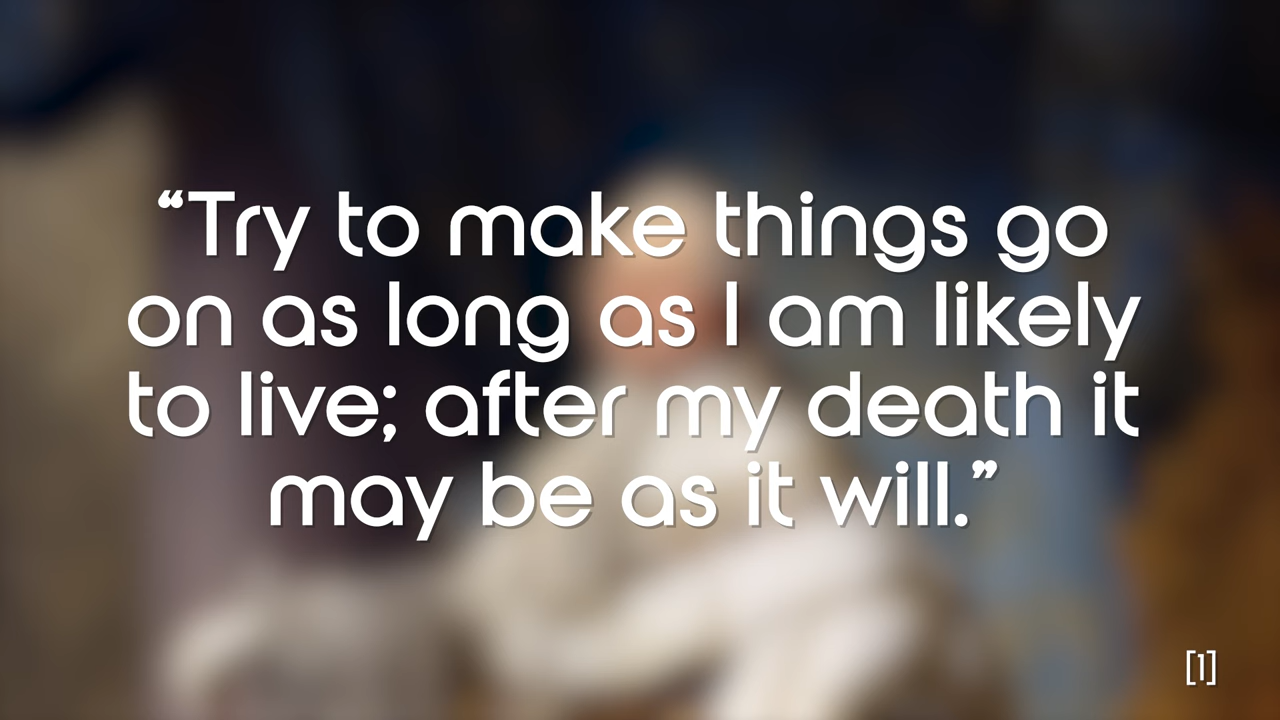 “Try to make things go
on as long as I am likely
to live; after my death it
may be as it will.”
[1]